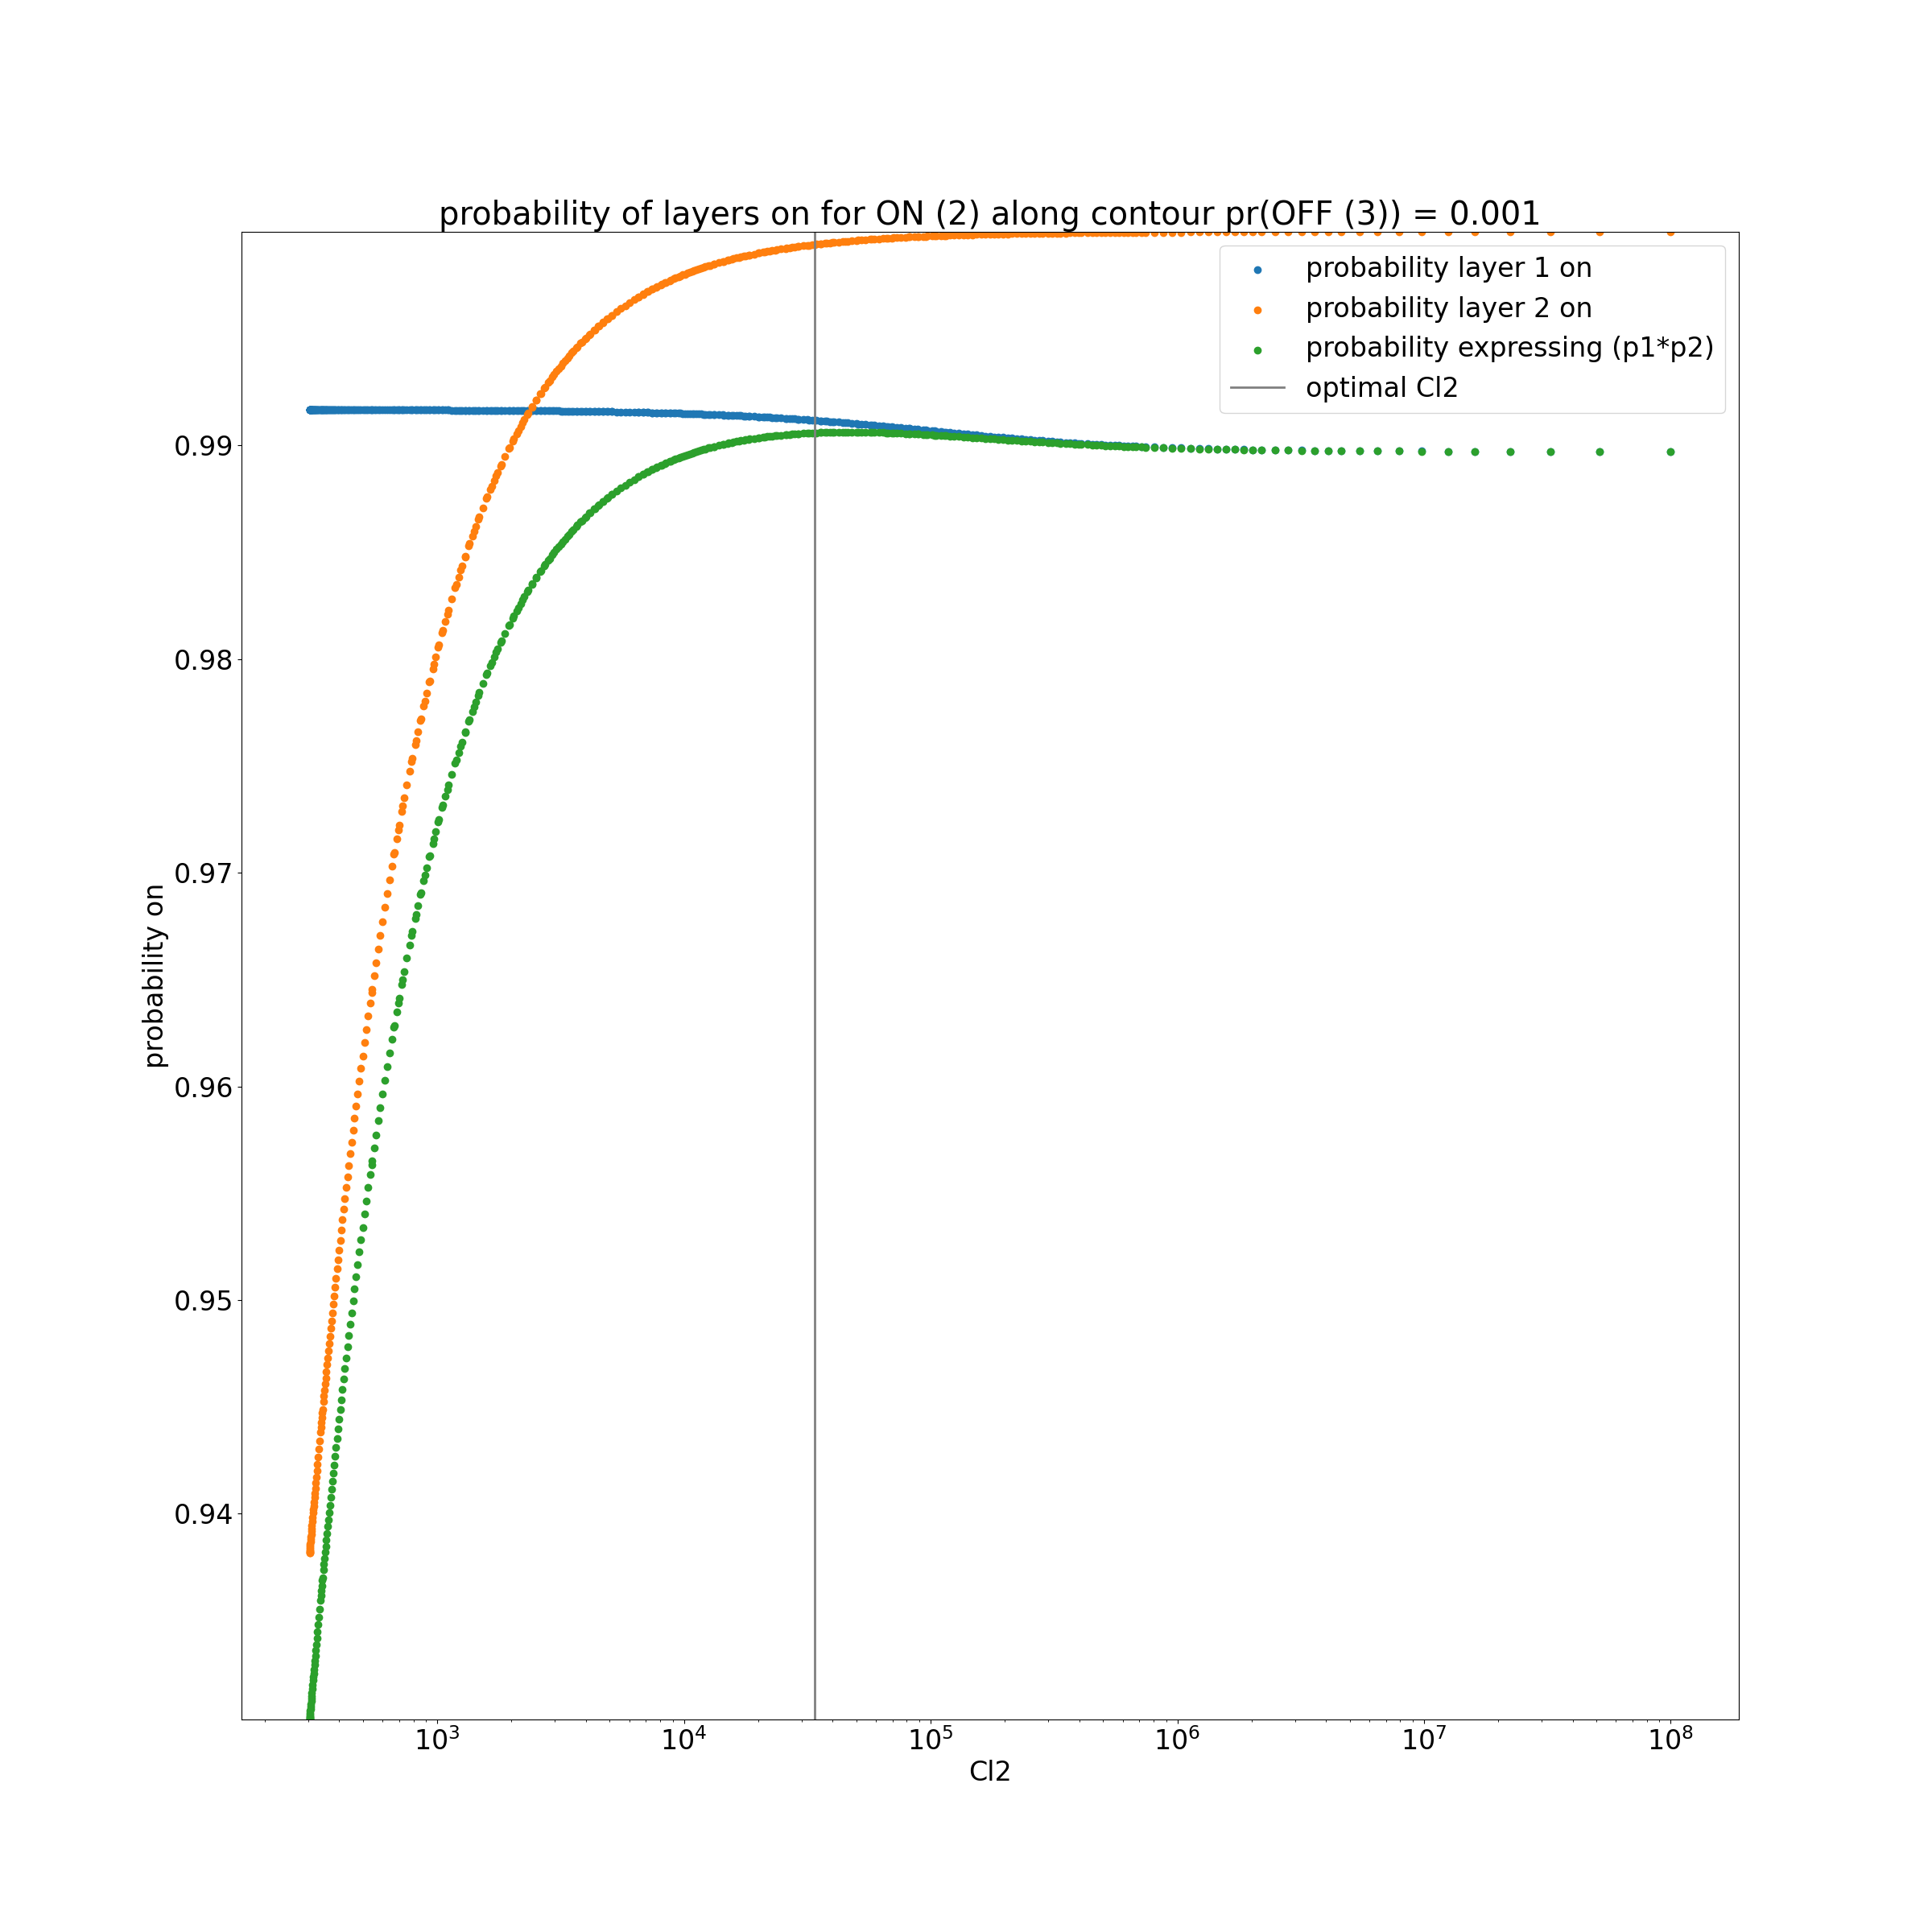 probability of layers on for ON (2) along contour pr(OFF (3)) = 0.001
probability layer 1 on
probability layer 2 on
probability expressing (p1*p2)
optimal Cl2
0.99
0.98
0.97
0.96
0.95
0.94
probability on
10³ 10⁴ 10⁵ 10⁶ 10⁷ 10⁸
Cl2